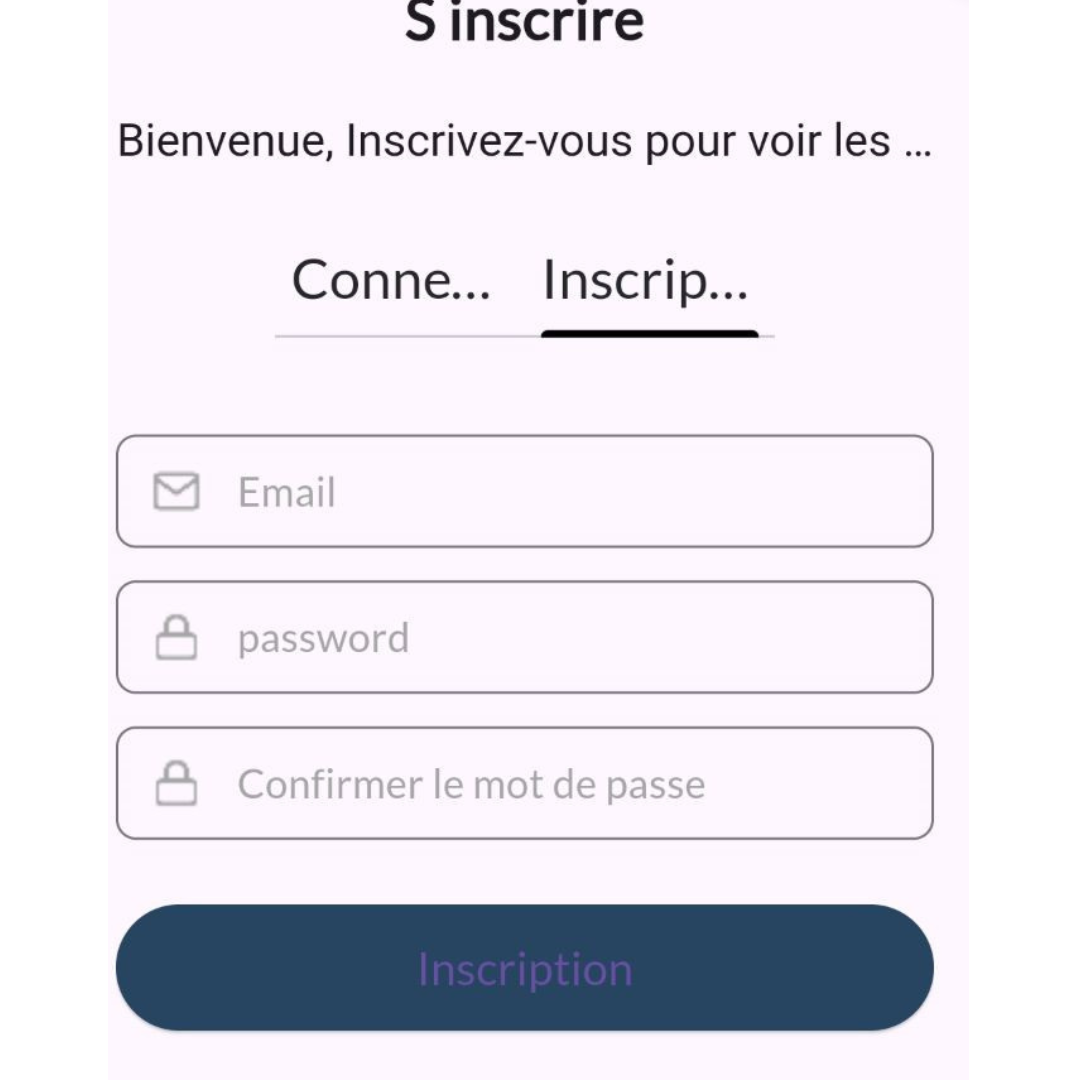 S inscrire
Bienvenue, Inscrivez-vous pour voir les ...
Conne... Inscrip...
Email
password
Confirmer le mot de passe
Inscription